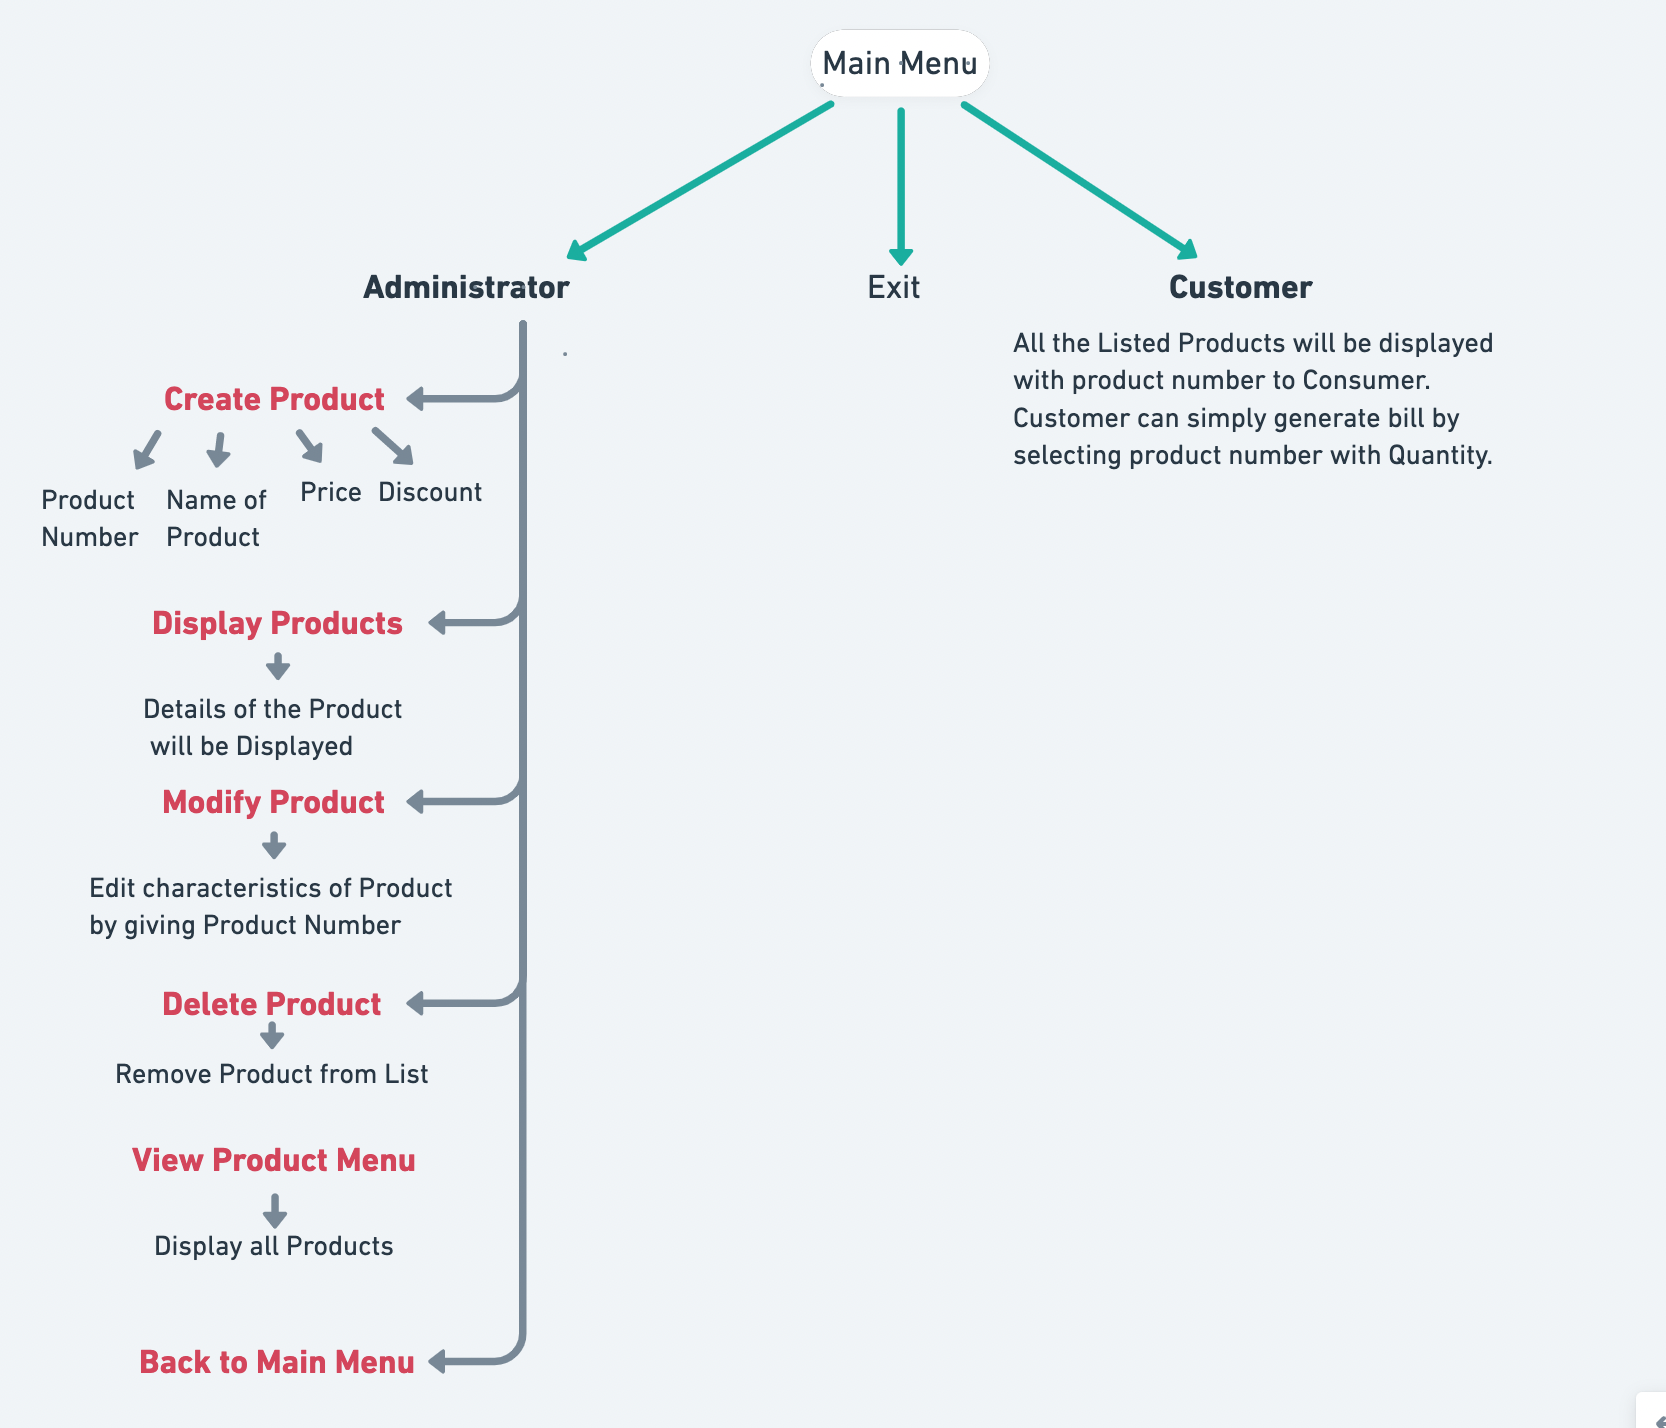 Main Menu
Administrator
Exit
Customer
All the Listed Products will be displayed
with product number to Consumer.
Customer can simply generate bill by
selecting product number with Quantity.
Create Product
Product
Number
Name of
Product
Price
Discount
Display Products
Details of the Product
will be Displayed
Modify Product
Edit characteristics of Product
by giving Product Number
Delete Product
Remove Product from List
View Product Menu
Display all Products
Back to Main Menu